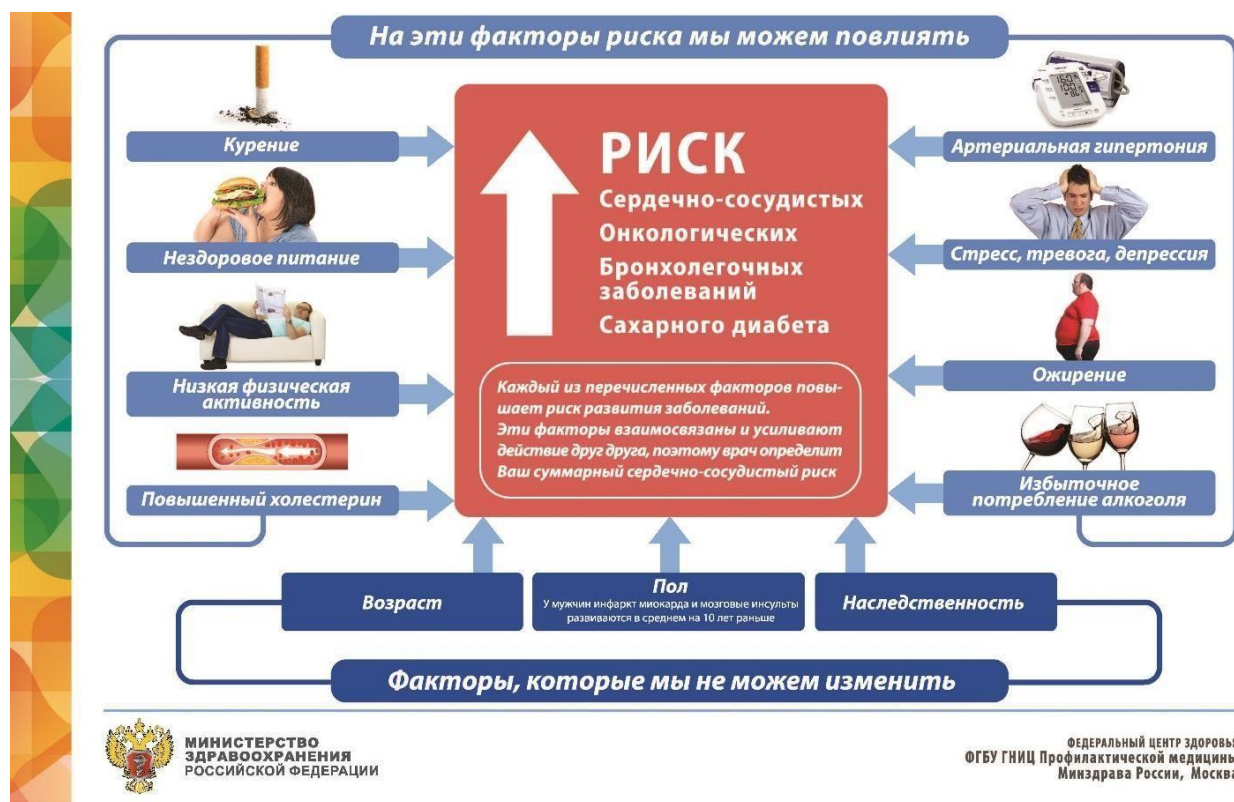 На эти факторы риска мы можем повлиять
Курение
Нездоровое питание
Низкая физическая
активность
Повышенный холестерин
РИСК
Сердечно-сосудистых
Онкологических
Бронхолегочных
заболеваний
Сахарного диабета
Каждый из перечисленных факторов повы-
шает риск развития заболеваний.
Эти факторы взаимосвязаны и усиливают
действие друг друга, поэтому врач определит
Ваш суммарный сердечно-сосудистый риск
Артериальная гипертония
Стресс, тревога, депрессия
Ожирение
Избыточное
потребление алкоголя
Возраст
Пол
У мужчин инфаркт миокарда и мозговые инсульты
развиваются в среднем на 10 лет раньше
Наследственность
Факторы, которые мы не можем изменить
МИНИСТЕРСТВО
ЗДРАВООХРАНЕНИЯ
РОССИЙСКОЙ ФЕДЕРАЦИИ
ФЕДЕРАЛЬНЫЙ ЦЕНТР ЗДОРОВЬЯ
ФГБУ ГНИЦ Профилактической медицины
Минздрава России, Москва